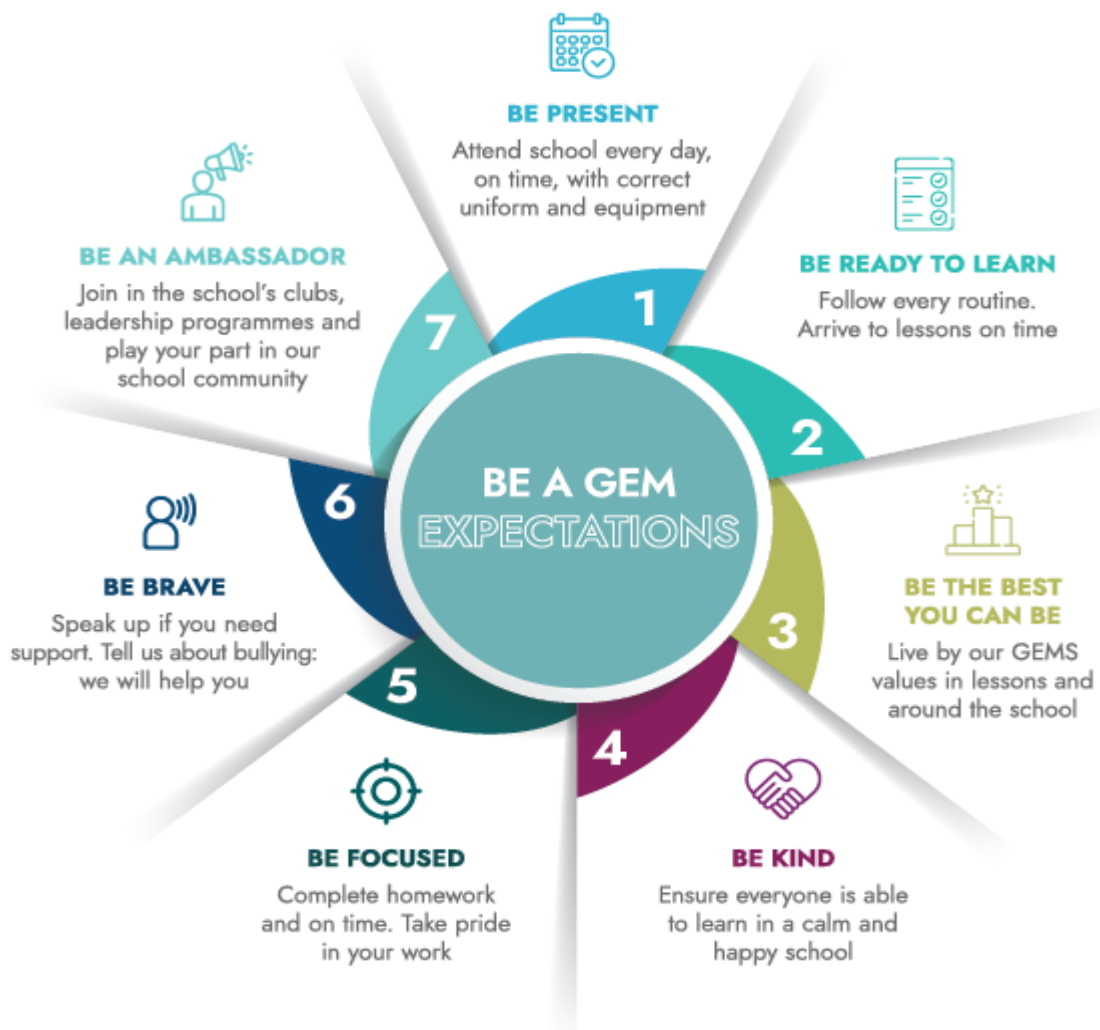 BE A GEM
EXPECTATIONS
1
BE PRESENT
Attend school every day,
on time, with correct
uniform and equipment
2
BE READY TO LEARN
Follow every routine.
Arrive to lessons on time
3
BE THE BEST
YOU CAN BE
Live by our GEMS
values in lessons and
around the school
4
BE KIND
Ensure everyone is able
to learn in a calm and
happy school
5
BE FOCUSED
Complete homework
and on time. Take pride
in your work
6
BE BRAVE
Speak up if you need
support. Tell us about bullying:
we will help you
7
BE AN AMBASSADOR
Join in the school's clubs,
leadership programmes and
play your part in our
school community